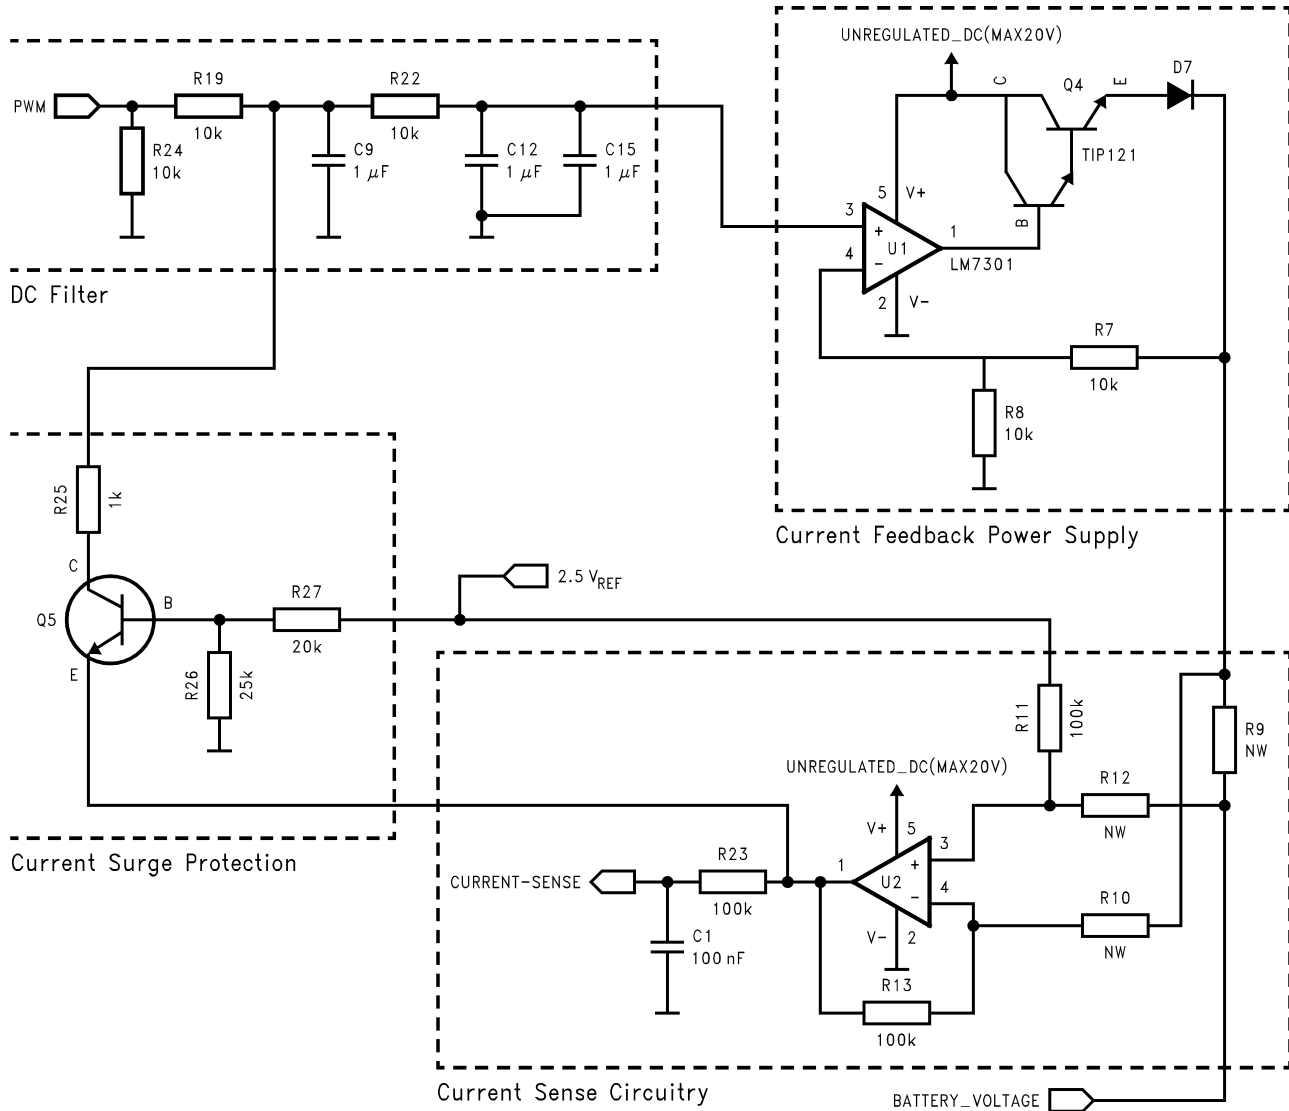 UNREGULATED_DC(MAX20V)
C
Q4
E
D7
TIP121
PWM
R19
10k
R22
10k
R24
10k
C9
1 μF
C12
1 μF
C15
1 μF
DC Filter
5
V+
3
+
4
-
U1
1
LM7301
B
2
V-
R7
10k
R8
10k
Current Feedback Power Supply
R25
1k
C
Q5
B
E
R27
20k
R26
25k
2.5 VREF
Current Surge Protection
R11
100k
R9
NW
UNREGULATED_DC(MAX20V)
V+
5
3
+
U2
1
-
4
V-
2
R12
NW
R10
NW
R23
100k
CURRENT-SENSE
C1
100 nF
R13
100k
Current Sense Circuitry
BATTERY_VOLTAGE